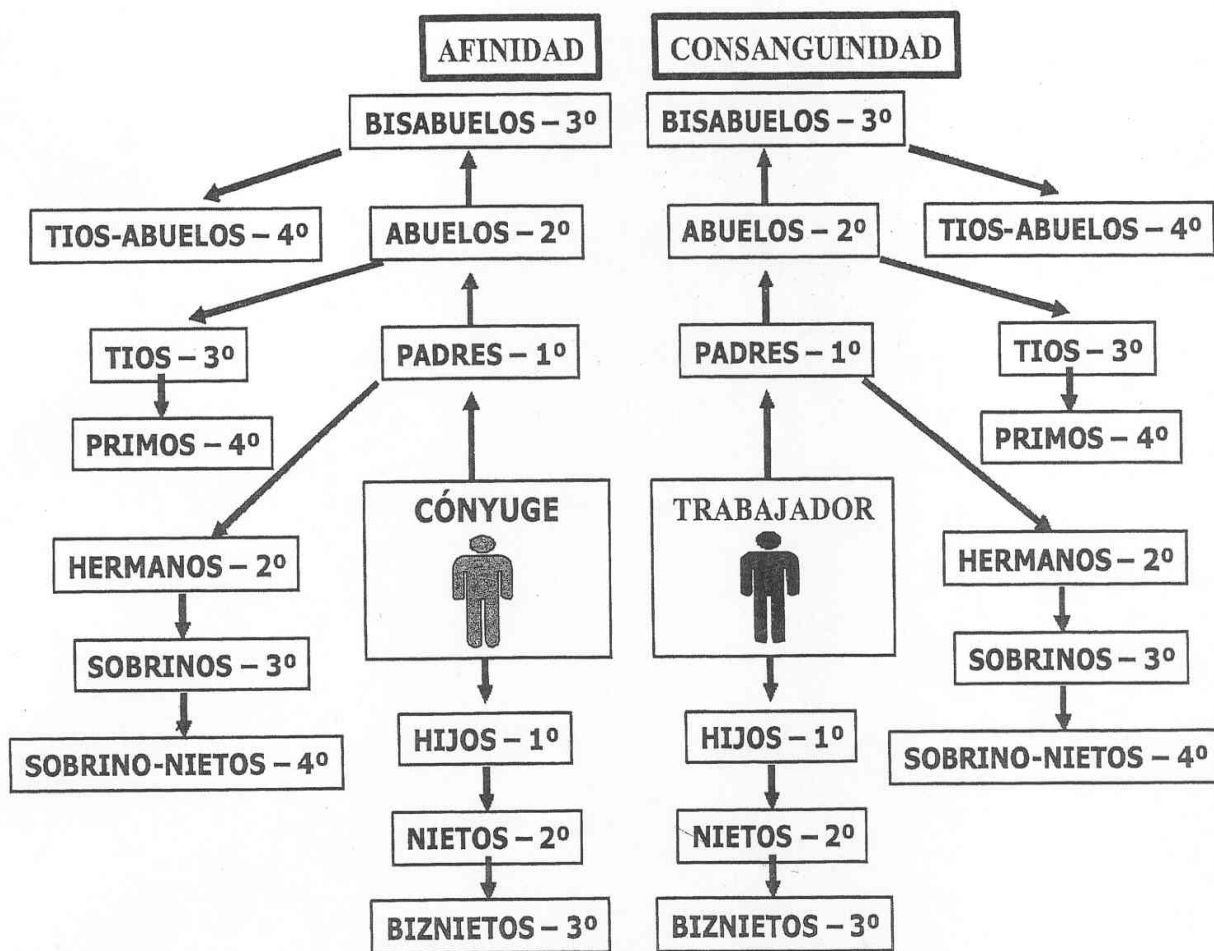 AFINIDAD
CONSANGUINIDAD
BISABUELOS – 3º
BISABUELOS – 3º
TIOS-ABUELOS – 4º
ABUELOS – 2º
ABUELOS – 2º
TIOS-ABUELOS – 4º
TIOS – 3º
PADRES – 1º
PADRES – 1º
TIOS – 3º
PRIMOS – 4º
PRIMOS – 4º
CÓNYUGE
TRABAJADOR
HERMANOS – 2º
HERMANOS – 2º
SOBRINOS – 3º
SOBRINOS – 3º
HIJOS – 1º
HIJOS – 1º
SOBRINO-NIETOS – 4º
SOBRINO-NIETOS – 4º
NIETOS – 2º
NIETOS – 2º
BIZNIETOS – 3º
BIZNIETOS – 3º